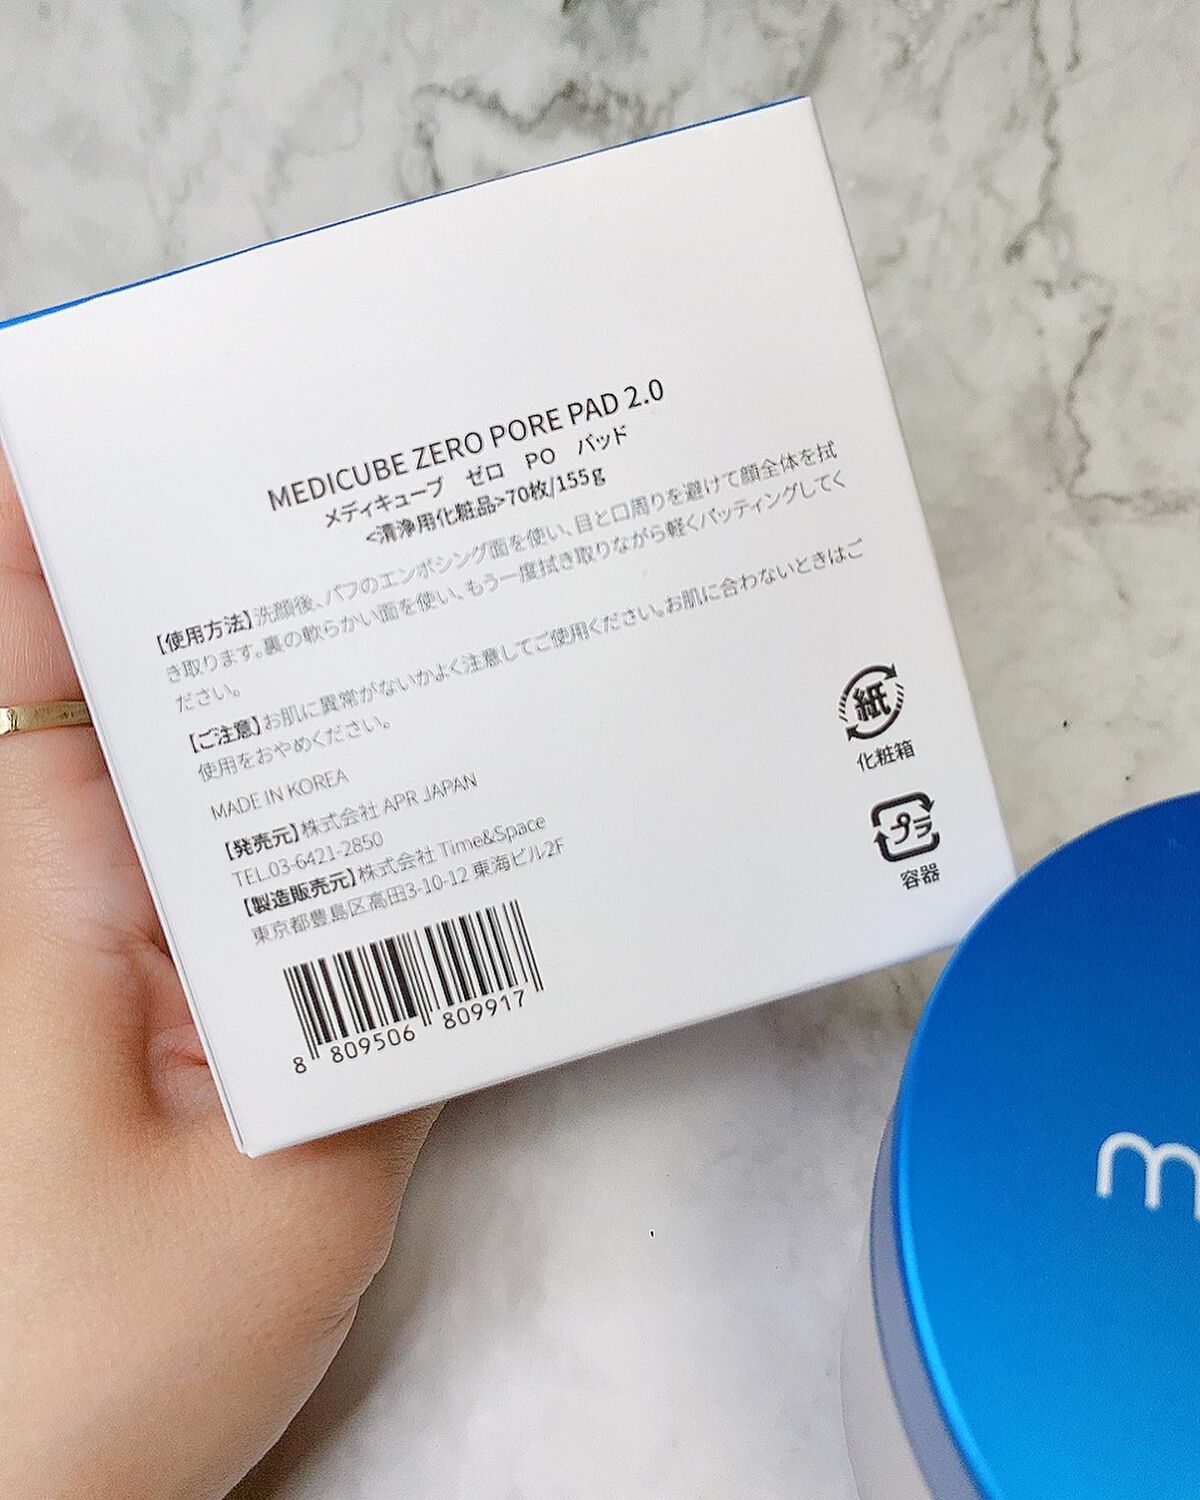 MEDICUBE ZERO PORE PAD 2.0
メディキューブ ゼロ PO パッド
<清浄用化粧品>70枚/155g
【使用方法】洗顔後、パフのエンボシング面を使い、目と口周りを避けて顔全体を拭
き取ります。裏の軟らかい面を使い、もう一度拭き取りながら軽くパッティングしてく
ださい。
【ご注意】お肌に異常がないかよく注意してご使用ください。お肌に合わないときはご
使用をおやめください。
MADE IN KOREA
【発売元】株式会社 APR JAPAN
TEL.03-6421-2850
【製造販売元】株式会社 Time&Space
東京都豊島区高田3-10-12 東海ビル2F
8 809506 809917
紙
化粧箱
プラ
容器
m